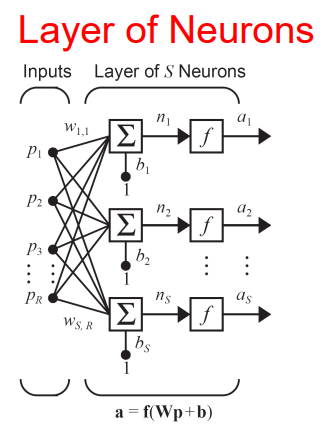 Layer of Neurons
Inputs Layer of S Neurons
w1,1 n1 a1
p1 Σ f
b1
1
p2 n2 a2
Σ f
p3 b2
1
pR nS aS
Σ f
wS, R
bS
1
a = f(Wp+b)